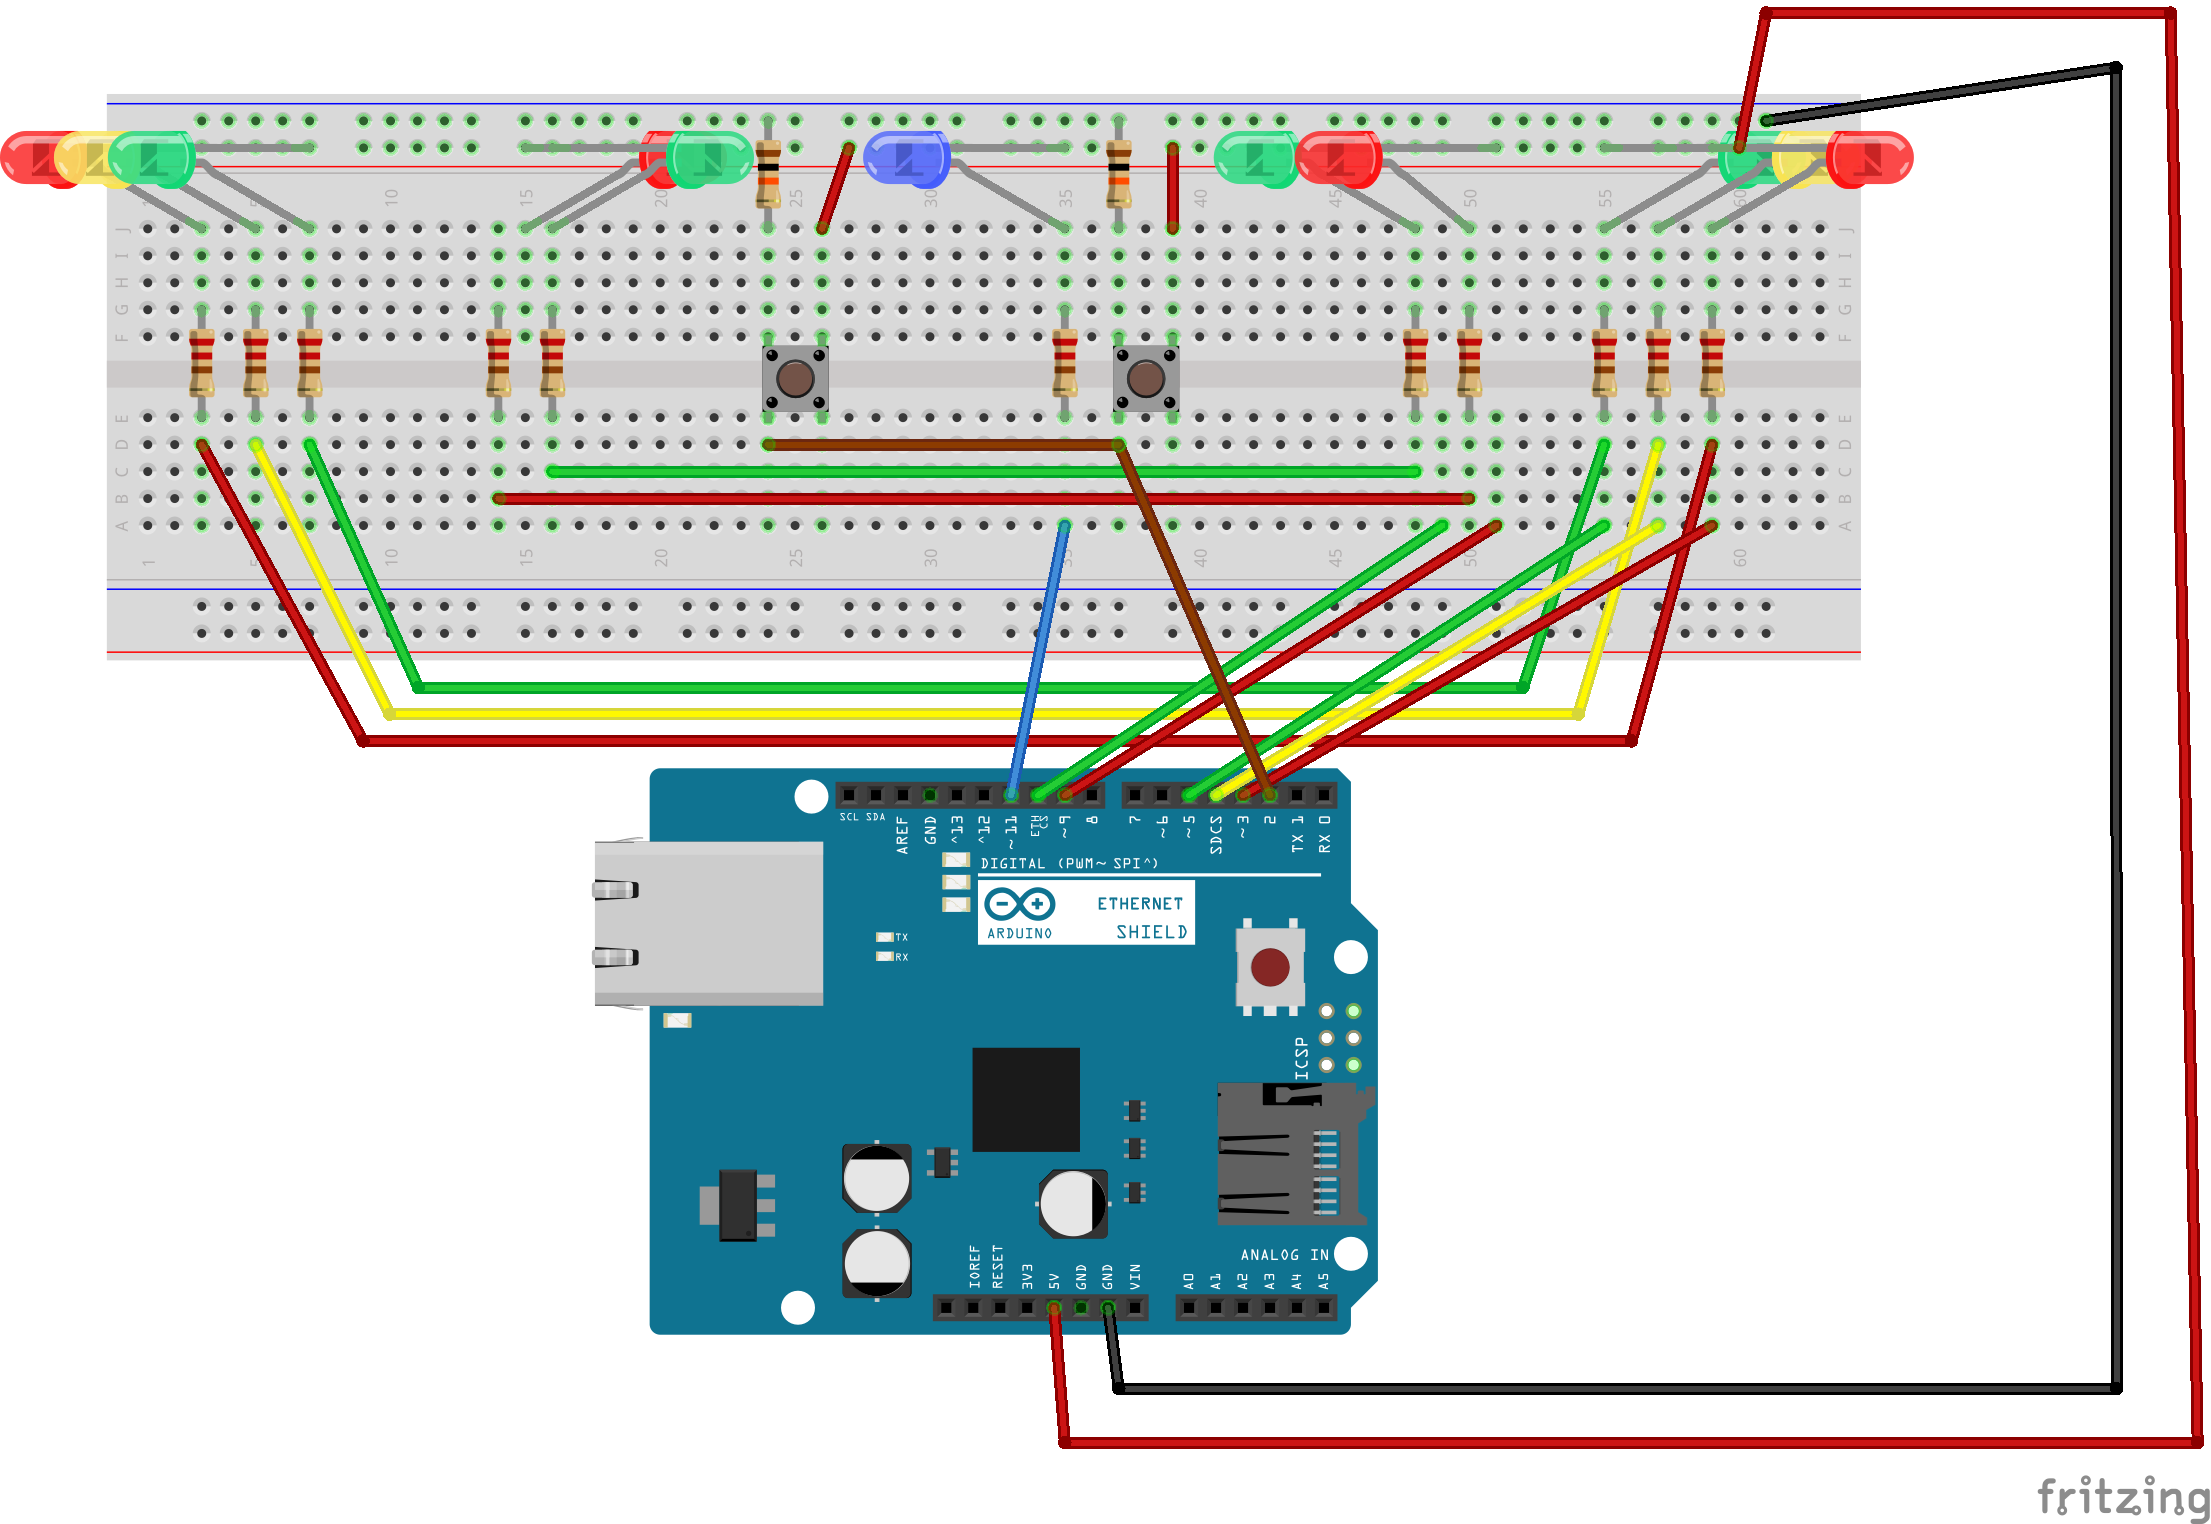 1 5 10 15 20 25 30 35 40 45 50 55 60
J J
I I
H H
G G
F F
E E
D D
C C
B B
A A
1 5 10 15 20 25 30 35 40 45 50 55 60
SCL SDA AREF GND ^13 ^12 ~11 ETH CS ~9 8 7 ~6 ~5 SDCS ~3 2 TX 1 RX 0
DIGITAL (PWM~ SPI^)
ETHERNET
SHIELD
ARDUINO
TX
RX
ICSP
ANALOG IN
IOREF RESET 3V3 5V GND GND VIN A0 A1 A2 A3 A4 A5
fritzing